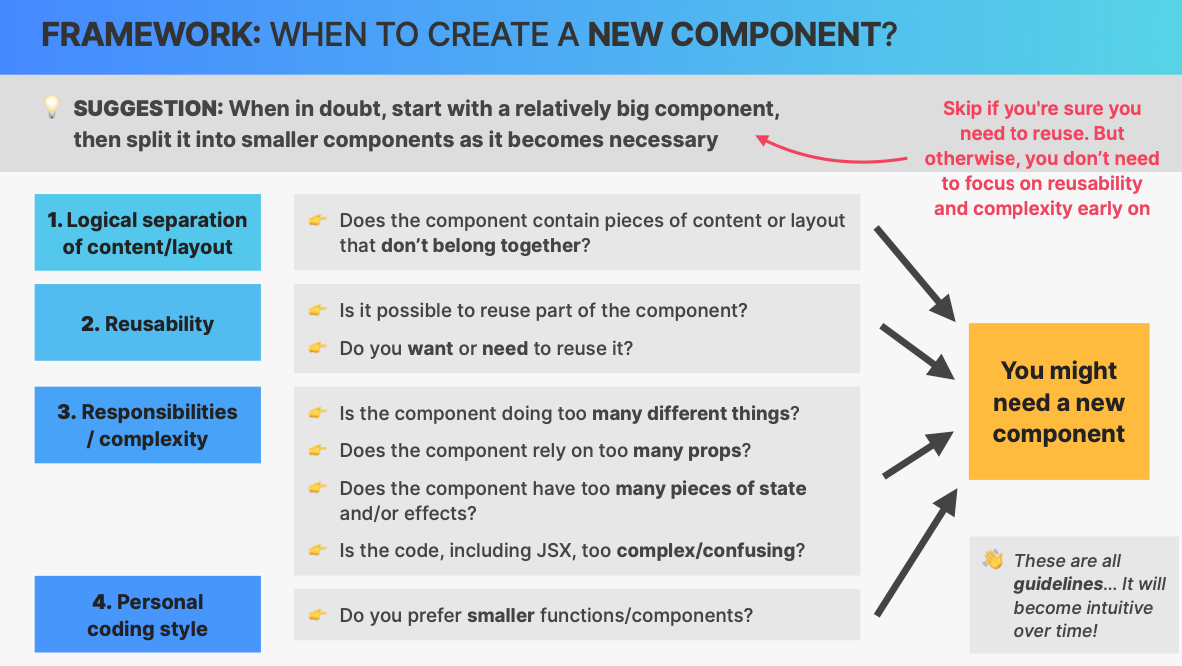 FRAMEWORK: WHEN TO CREATE A NEW COMPONENT?
💡 SUGGESTION: When in doubt, start with a relatively big component,
then split it into smaller components as it becomes necessary
Skip if you're sure you
need to reuse. But
otherwise, you don’t need
to focus on reusability
and complexity early on
1. Logical separation
of content/layout
👉 Does the component contain pieces of content or layout
that don’t belong together?
2. Reusability
👉 Is it possible to reuse part of the component?
👉 Do you want or need to reuse it?
3. Responsibilities
/ complexity
👉 Is the component doing too many different things?
👉 Does the component rely on too many props?
👉 Does the component have too many pieces of state
and/or effects?
👉 Is the code, including JSX, too complex/confusing?
4. Personal
coding style
👉 Do you prefer smaller functions/components?
You might
need a new
component
👋 These are all
guidelines... It will
become intuitive
over time!